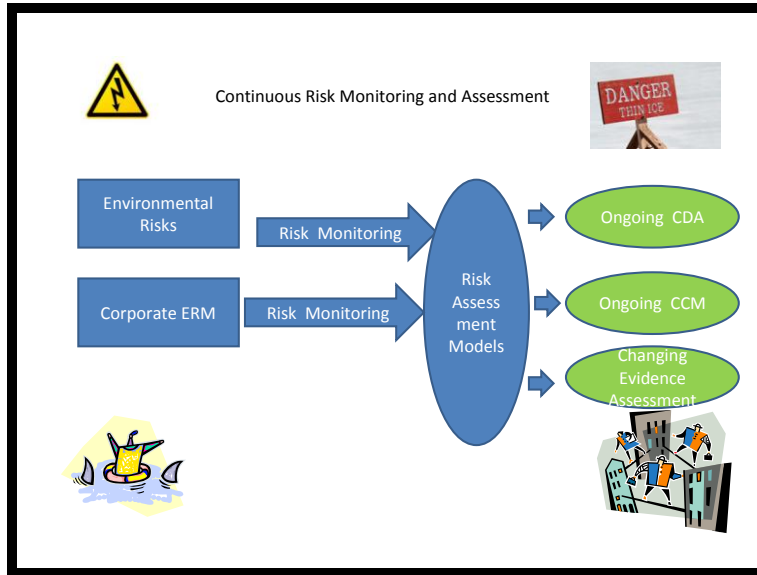 Continuous Risk Monitoring and Assessment
DANGER
THIN ICE
Environmental
Risks
Risk Monitoring
Corporate ERM
Risk Monitoring
Risk
Assess
ment
Models
Ongoing CDA
Ongoing CCM
Changing
Evidence
Assessment